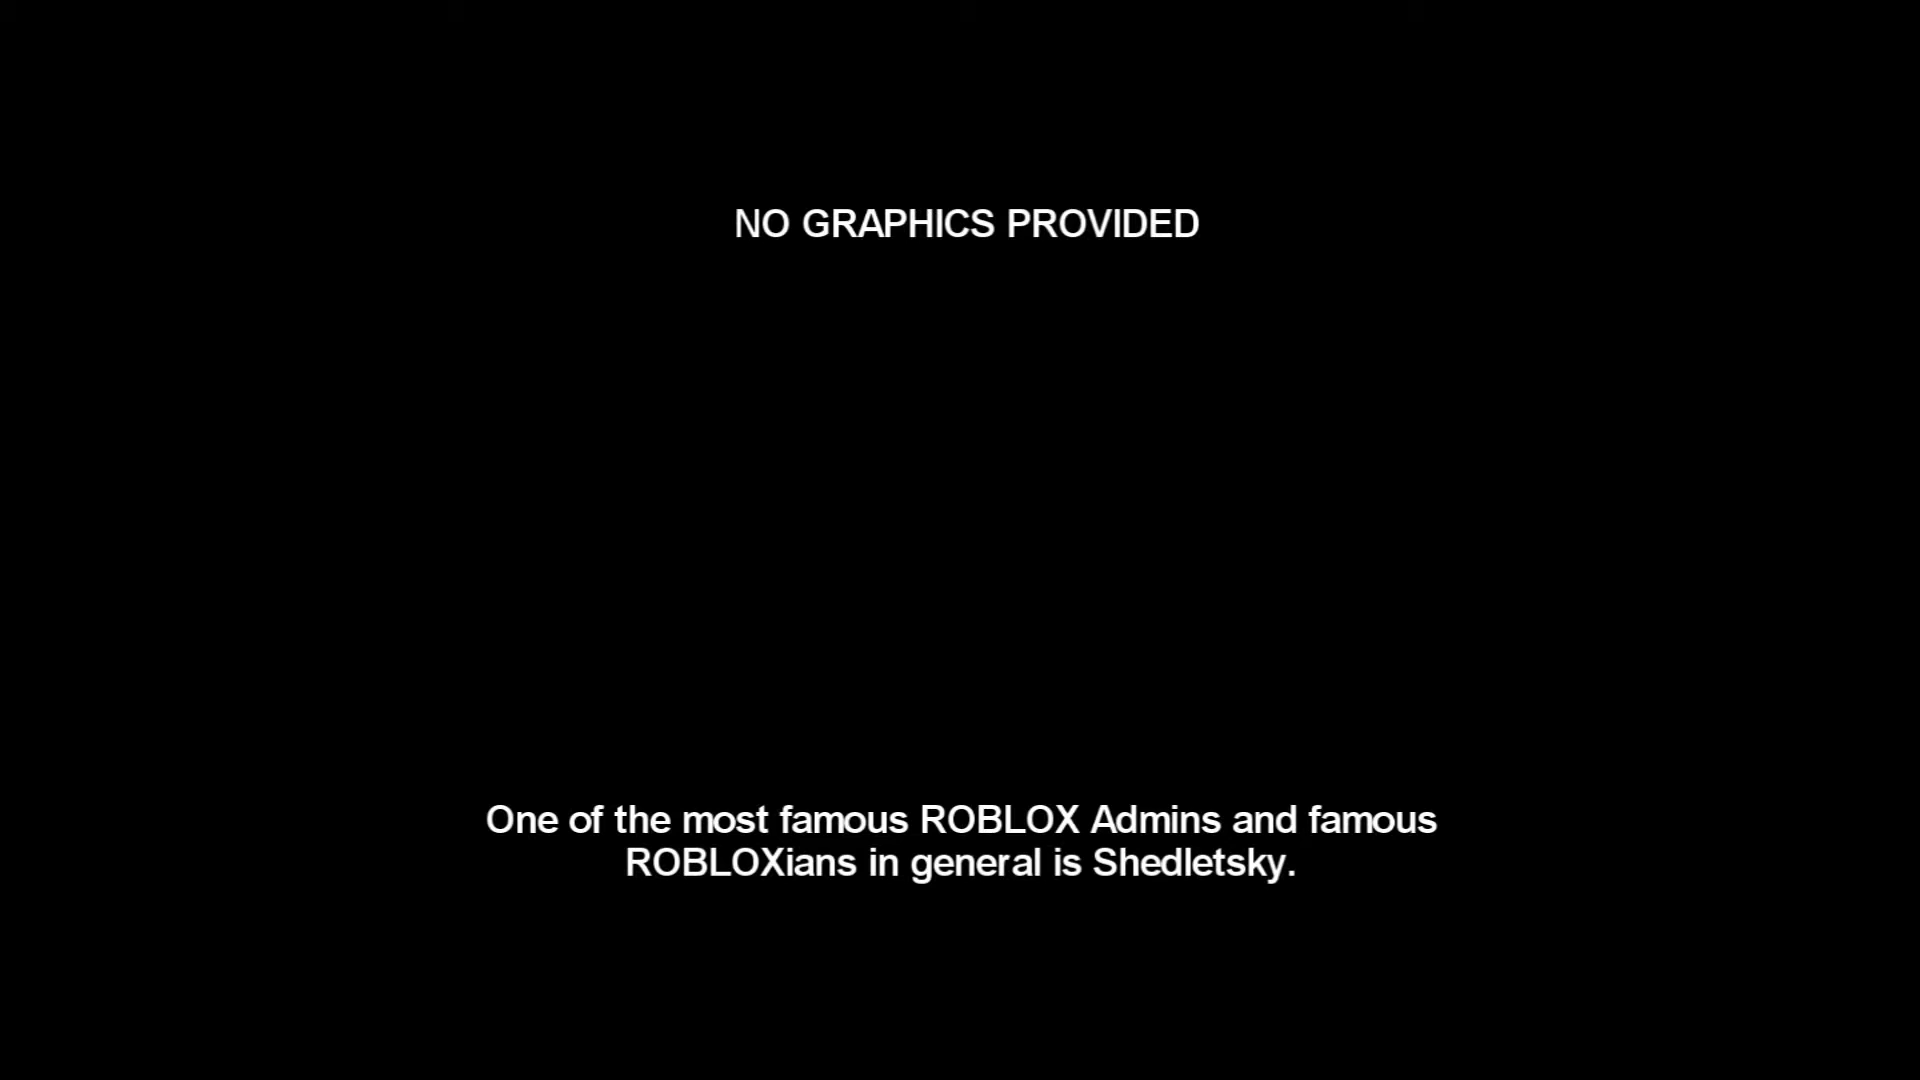 NO GRAPHICS PROVIDED
One of the most famous ROBLOX Admins and famous
ROBLOXians in general is Shedletsky.